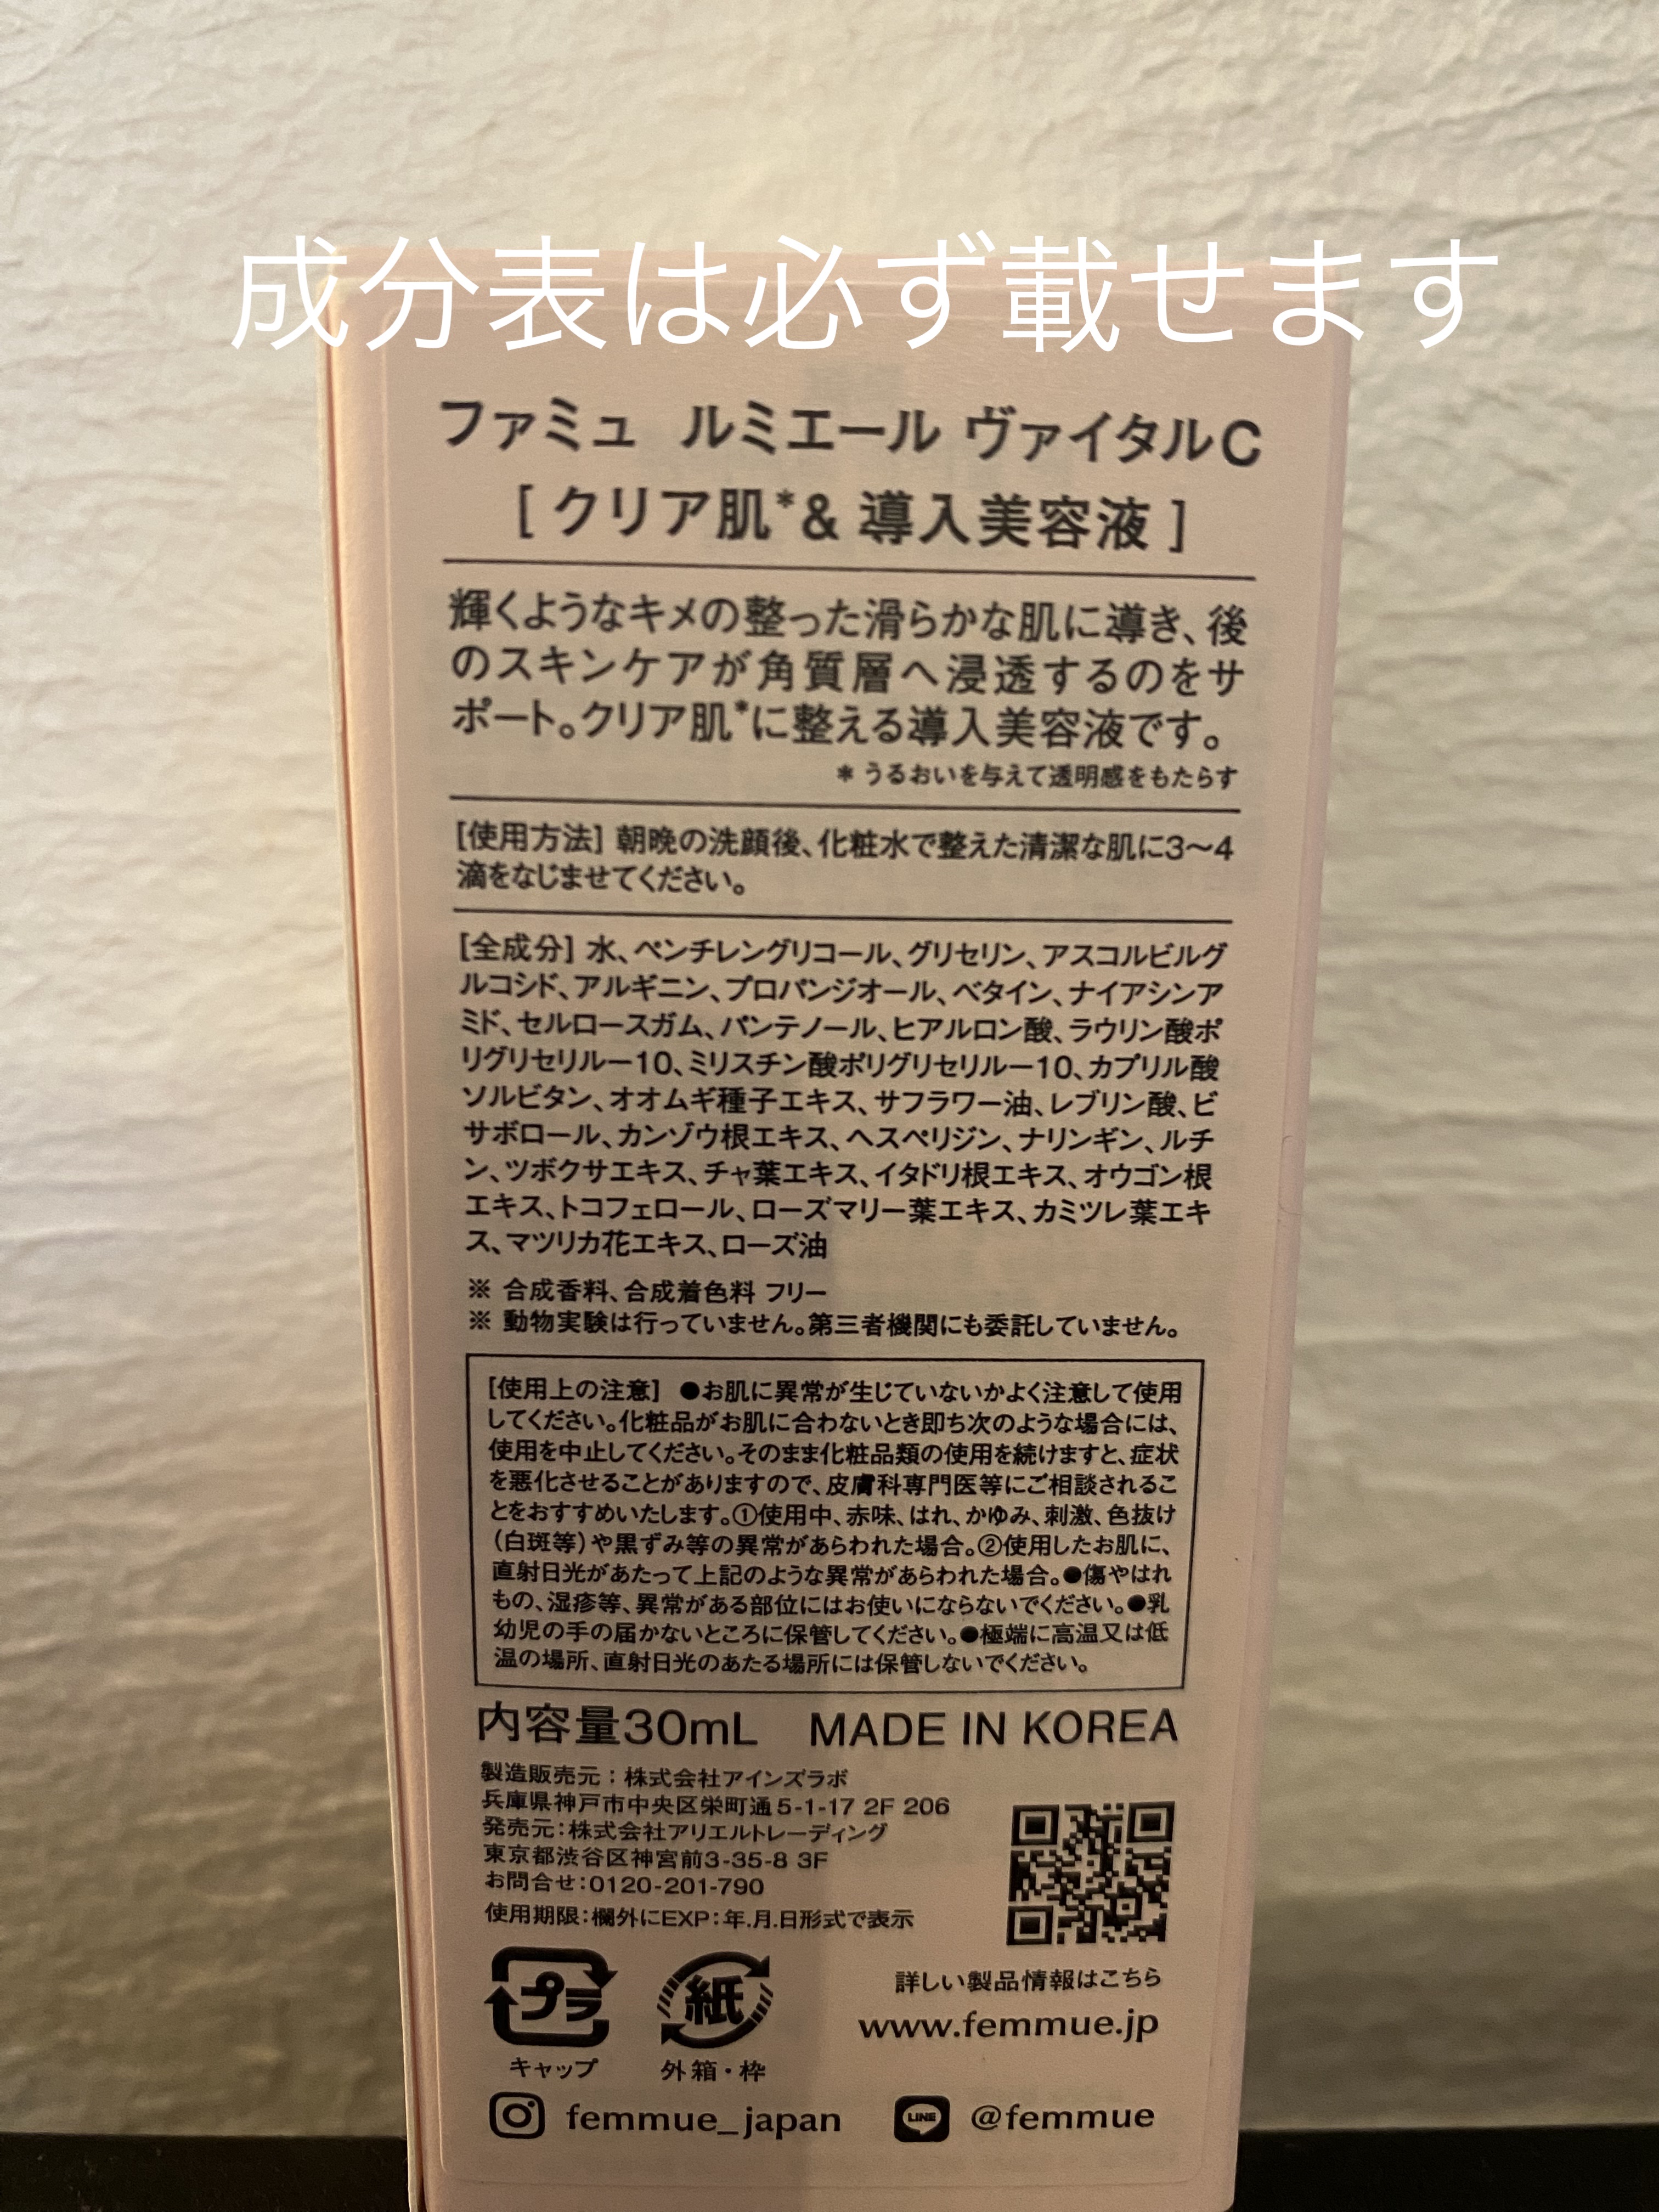 成分表は必ず載せます
ファミュ ルミエール ヴァイタルC
[ クリア肌*& 導入美容液 ]
輝くようなキメの整った滑らかな肌に導き、後
のスキンケアが角質層へ浸透するのをサ
ポート。クリア肌*に整える導入美容液です。
* うるおいを与えて透明感をもたらす
[使用方法] 朝晩の洗顔後、化粧水で整えた清潔な肌に3〜4
滴をなじませてください。
[全成分] 水、ペンチレングリコール、グリセリン、アスコルビルグ
ルコシド、アルギニン、プロパンジオール、ベタイン、ナイアシンア
ミド、セルロースガム、パンテノール、ヒアルロン酸、ラウリン酸ポ
リグリセリルー10、ミリスチン酸ポリグリセリルー10、カプリル酸
ソルビタン、オオムギ種子エキス、サフラワー油、レブリン酸、ビ
サボロール、カンゾウ根エキス、ヘスペリジン、ナリンギン、ルチ
ン、ツボクサエキス、チャ葉エキス、イタドリ根エキス、オウゴン根
エキス、トコフェロール、ローズマリー葉エキス、カミツレ葉エキ
ス、マツリカ花エキス、ローズ油
※ 合成香料、合成着色料 フリー
※ 動物実験は行っていません。第三者機関にも委託していません。
[使用上の注意] ●お肌に異常が生じていないかよく注意して使用
してください。化粧品がお肌に合わないとき即ち次のような場合には、
使用を中止してください。そのまま化粧品類の使用を続けますと、症状
を悪化させることがありますので、皮膚科専門医等にご相談されるこ
とをおすすめいたします。①使用中、赤味、はれ、かゆみ、刺激、色抜け
(白斑等)や黒ずみ等の異常があらわれた場合。②使用したお肌に、
直射日光があたって上記のような異常があらわれた場合。●傷やはれ
もの、湿疹等、異常がある部位にはお使いにならないでください。●乳
幼児の手の届かないところに保管してください。●極端に高温又は低
温の場所、直射日光のあたる場所には保管しないでください。
内容量30mL MADE IN KOREA
製造販売元：株式会社アインズラボ
兵庫県神戸市中央区栄町通5-1-17 2F 206
発売元：株式会社アリエルトレーディング
東京都渋谷区神宮前3-35-8 3F
お問合せ：0120-201-790
使用期限：欄外にEXP：年.月.日形式で表示
プラ
キャップ
紙
外箱・枠
詳しい製品情報はこちら
www.femmue.jp
femmue_japan
LINE @femmue